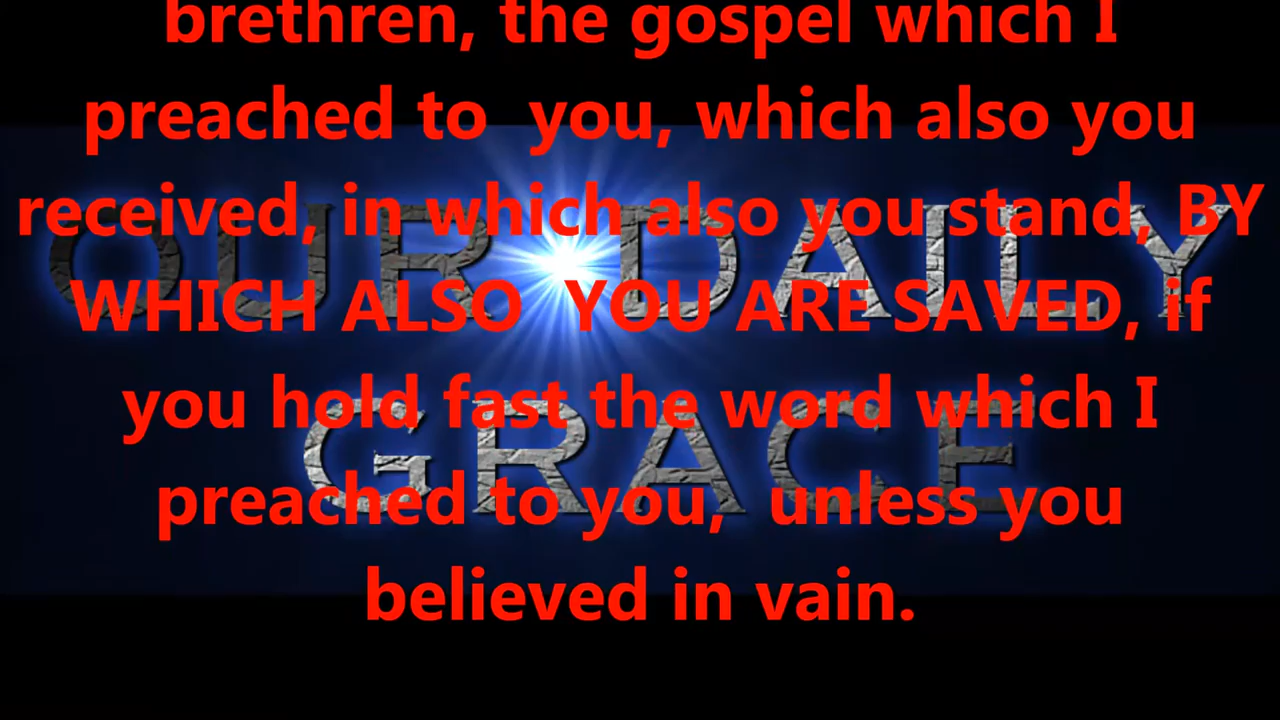 brethren, the gospel which I
preached to  you, which also you
received, in which also you stand, BY
WHICH ALSO  YOU ARE SAVED, if
you hold fast the word which I
preached to you,  unless you
believed in vain.
OUR DAILY
GRACE